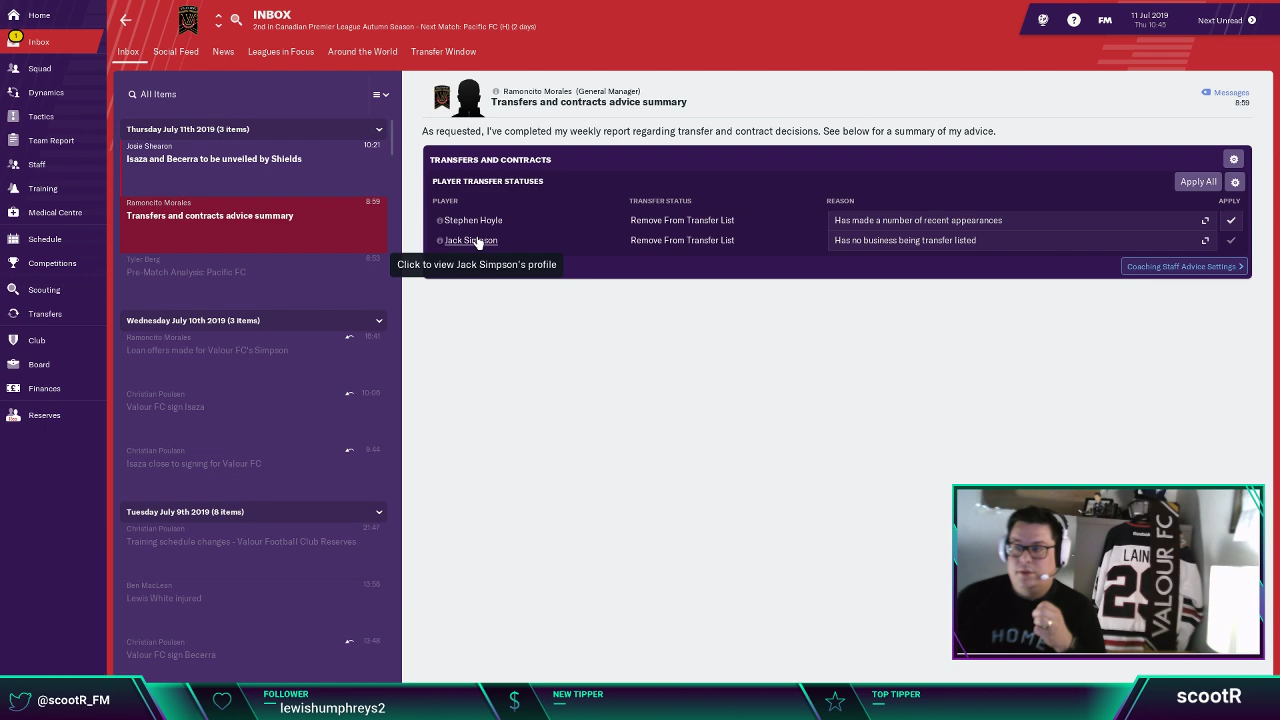 Home
INBOX
2nd in Canadian Premier League Autumn Season - Next Match: Pacific FC (H) (2 days)
FM
11 Jul 2019
Thu 10:45
Next Unread
1
Inbox
Squad
Dynamics
Tactics
Team Report
Staff
Training
Medical Centre
Schedule
Competitions
Scouting
Transfers
Club
Board
Finances
Reserves
Inbox
Social Feed
News
Leagues in Focus
Around the World
Transfer Window
All Items
Thursday July 11th 2019 (3 items)
Josie Shearon
10:21
Isaza and Becerra to be unveiled by Shields
Ramoncito Morales
8:59
Transfers and contracts advice summary
Tyler Berg
8:53
Pre-Match Analysis: Pacific FC
Wednesday July 10th 2019 (3 items)
Ramoncito Morales
Loan offers made for Valour FC's Simpson
Christian Poulsen
Valour FC sign Isaza
Christian Poulsen
9:44
Isaza close to signing for Valour FC
Tuesday July 9th 2019 (8 items)
Christian Poulsen
21:47
Training schedule changes - Valour Football Club Reserves
Ben MacLean
Lewis White injured
Christian Poulsen
13:48
Valour FC sign Becerra
Ramoncito Morales (General Manager)
Transfers and contracts advice summary
Messages
8:59
As requested, I've completed my weekly report regarding transfer and contract decisions. See below for a summary of my advice.
TRANSFERS AND CONTRACTS
PLAYER TRANSFER STATUSES
Apply All
PLAYER
TRANSFER STATUS
REASON
APPLY
Stephen Hoyle
Remove From Transfer List
Has made a number of recent appearances
Jack Simpson
Remove From Transfer List
Has no business being transfer listed
Click to view Jack Simpson's profile
Coaching Staff Advice Settings
LAIN
VALOUR FC
HOME
@scootR_FM
FOLLOWER
lewishumphreys2
NEW TIPPER
TOP TIPPER
scootR